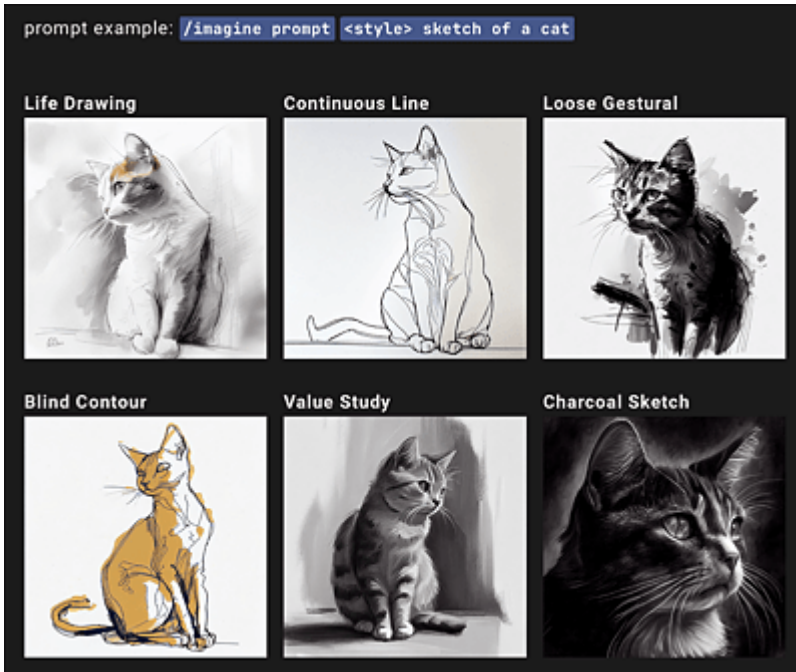 prompt example: /imagine prompt <style> sketch of a cat
Life Drawing Continuous Line Loose Gestural
Blind Contour Value Study Charcoal Sketch